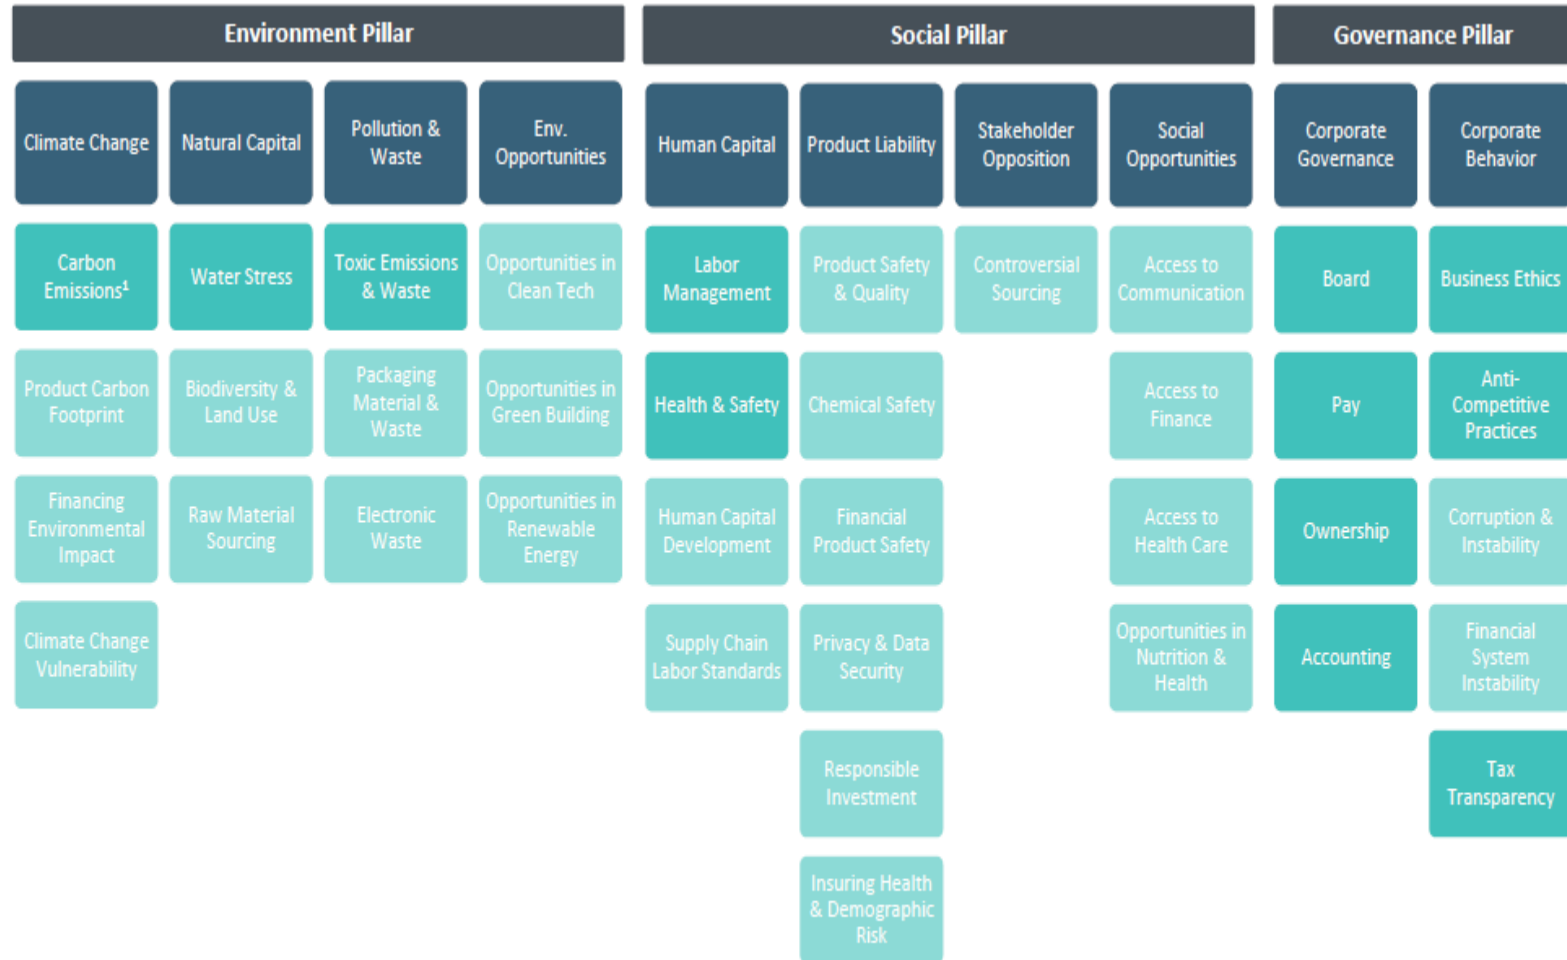 Environment Pillar
Social Pillar
Governance Pillar
Climate Change
Natural Capital
Pollution &
Waste
Env.
Opportunities
Human Capital
Product Liability
Stakeholder
Opposition
Social
Opportunities
Corporate
Governance
Corporate
Behavior
Carbon
Emissions¹
Water Stress
Toxic Emissions
& Waste
Opportunities in
Clean Tech
Labor
Management
Product Safety
& Quality
Controversial
Sourcing
Access to
Communication
Board
Business Ethics
Product Carbon
Footprint
Biodiversity &
Land Use
Packaging
Material &
Waste
Opportunities in
Green Building
Health & Safety
Chemical Safety
Access to
Finance
Pay
Anti-
Competitive
Practices
Financing
Environmental
Impact
Raw Material
Sourcing
Electronic
Waste
Opportunities in
Renewable
Energy
Human Capital
Development
Financial
Product Safety
Access to
Health Care
Ownership
Corruption &
Instability
Climate Change
Vulnerability
Supply Chain
Labor Standards
Privacy & Data
Security
Opportunities in
Nutrition &
Health
Accounting
Financial
System
Instability
Responsible
Investment
Tax
Transparency
Insuring Health
& Demographic
Risk